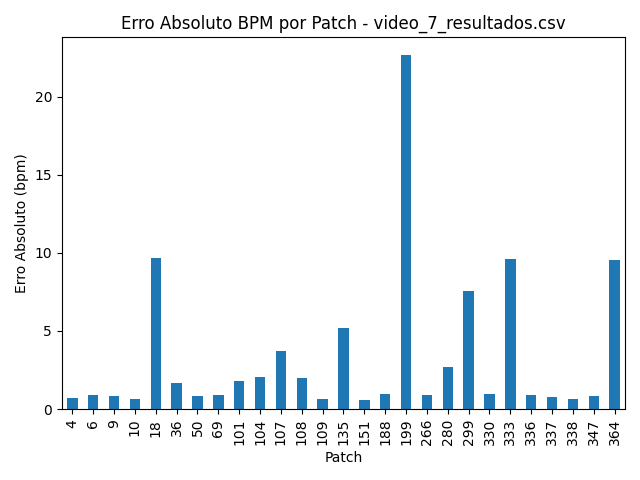 Erro Absoluto BPM por Patch - video_7_resultados.csv
Erro Absoluto (bpm)
20
15
10
5
0
4 6 9 10 18 36 50 69 101 104 107 108 109 135 151 188 199 266 280 299 330 333 336 337 338 347 364
Patch